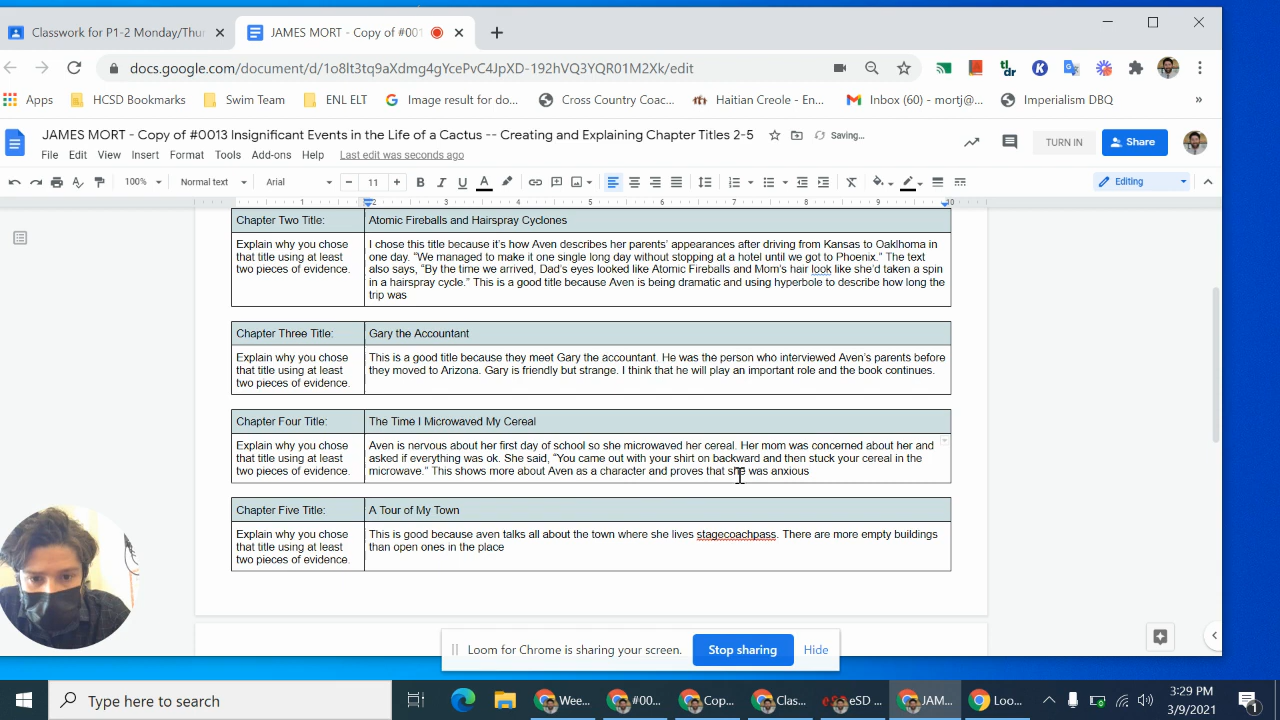 Classwork for P1-2 Monday/Thur
JAMES MORT - Copy of #001
docs.google.com/document/d/1o8lt3tq9aXdmg4gYcePvC4JpXD-192hVQ3YQR01M2Xk/edit
Apps HCSD Bookmarks Swim Team ENL ELT Image result for do... Cross Country Coac... Haitian Creole - En... Inbox (60) - mortj@... Imperialism DBQ »
JAMES MORT - Copy of #0013 Insignificant Events in the Life of a Cactus -- Creating and Explaining Chapter Titles 2-5 Saving...
TURN IN Share
File Edit View Insert Format Tools Add-ons Help Last edit was seconds ago
100% Normal text Arial 11 Editing
1 2 3 4 5 6 7 8 9 10
Chapter Two Title: Atomic Fireballs and Hairspray Cyclones
Explain why you chose that title using at least two pieces of evidence.
I chose this title because it's how Aven describes her parents' appearances after driving from Kansas to Oaklhoma in
one day. “We managed to make it one single long day without stopping at a hotel until we got to Phoenix.” The text
also says, “By the time we arrived, Dad's eyes looked like Atomic Fireballs and Mom's hair look like she'd taken a spin
in a hairspray cycle.” This is a good title because Aven is being dramatic and using hyperbole to describe how long the
trip was
Chapter Three Title: Gary the Accountant
Explain why you chose that title using at least two pieces of evidence.
This is a good title because they meet Gary the accountant. He was the person who interviewed Aven's parents before
they moved to Arizona. Gary is friendly but strange. I think that he will play an important role and the book continues.
Chapter Four Title: The Time I Microwaved My Cereal
Explain why you chose that title using at least two pieces of evidence.
Aven is nervous about her first day of school so she microwaved her cereal. Her mom was concerned about her and
asked if everything was ok. She said, “You came out with your shirt on backward and then stuck your cereal in the
microwave.” This shows more about Aven as a character and proves that she was anxious
Chapter Five Title: A Tour of My Town
Explain why you chose that title using at least two pieces of evidence.
This is good because aven talks all about the town where she lives stagecoachpass. There are more empty buildings
than open ones in the place
Loom for Chrome is sharing your screen. Stop sharing Hide
Type here to search
Wee... #00... Cop... Clas... eSD ... JAM... Loo...
3:29 PM
3/9/2021
1